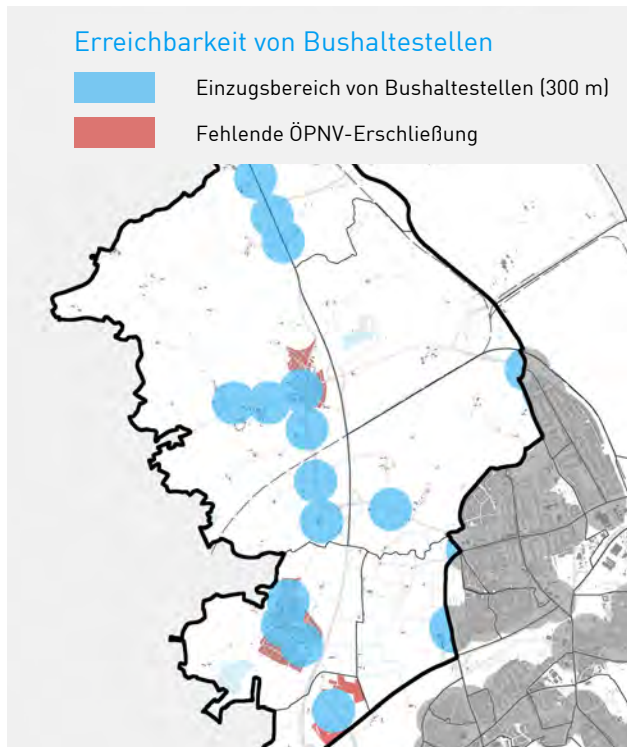 Erreichbarkeit von Bushaltestellen
Einzugsbereich von Bushaltestellen (300 m)
Fehlende ÖPNV-Erschließung